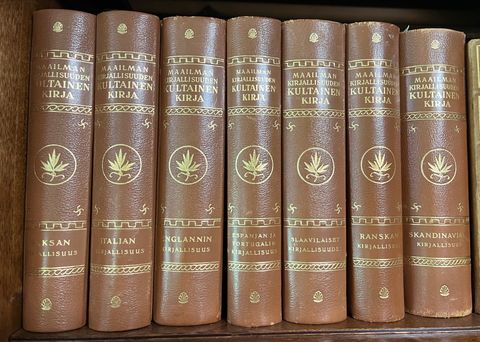 MAAILMAN
KIRJALLISUUDEN
KULTAINEN
KIRJA
KSAN
ALLISUUS
MAAILMAN
KIRJALLISUUDEN
KULTAINEN
KIRJA
ITALIAN
KIRJALLISUUS
MAAILMAN
KIRJALLISUUDEN
KULTAINEN
KIRJA
ENGLANNIN
KIRJALLISUUS
MAAILMAN
KIRJALLISUUDEN
KULTAINEN
KIRJA
ESPANJAN JA
PORTUGALIN
KIRJALLISUUS
MAAILMAN
KIRJALLISUUDEN
KULTAINEN
KIRJA
SLAAVILAISET
KIRJALLISUUDET
MAAILMAN
KIRJALLISUUDEN
KULTAINEN
KIRJA
RANSKAN
KIRJALLISUUS
MAAILMAN
KIRJALLISUUDEN
KULTAINEN
KIRJA
SKANDINAVIAN
KIRJALLISUUS